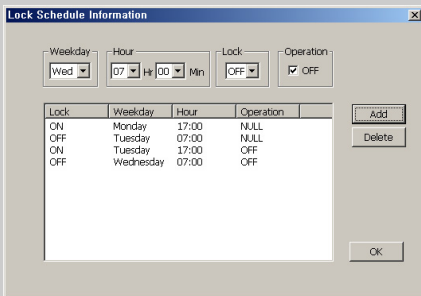 Lock Schedule Information
Weekday Hour Lock Operation
Wed 07 Hr 00 Min OFF OFF
Lock Weekday Hour Operation
ON Monday 17:00 NULL
OFF Tuesday 07:00 NULL
ON Tuesday 17:00 OFF
OFF Wednesday 07:00 OFF
Add
Delete
OK